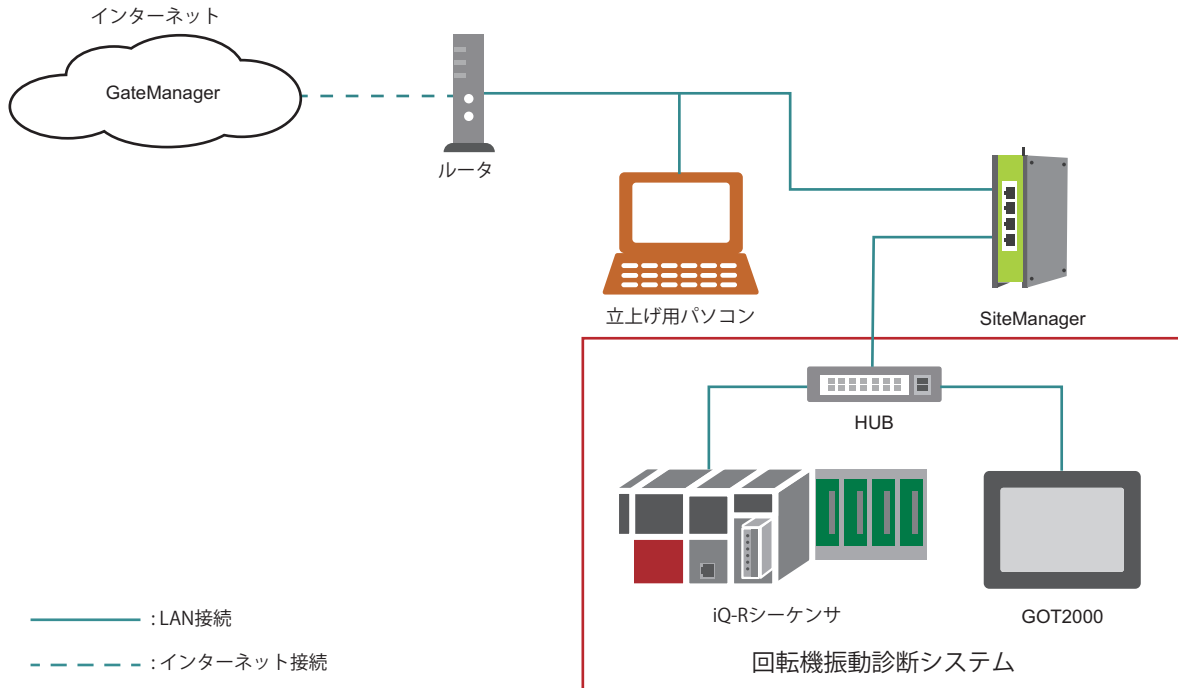 インターネット
GateManager
ルータ
立上げ用パソコン
SiteManager
HUB
iQ-Rシーケンサ
GOT2000
回転機振動診断システム
: LAN接続
: インターネット接続